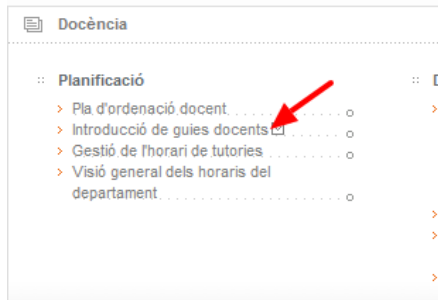 Docència
Planificació
Pla d'ordenació docent
Introducció de guies docents
Gestió de l'horari de tutories
Visió general dels horaris del
departament